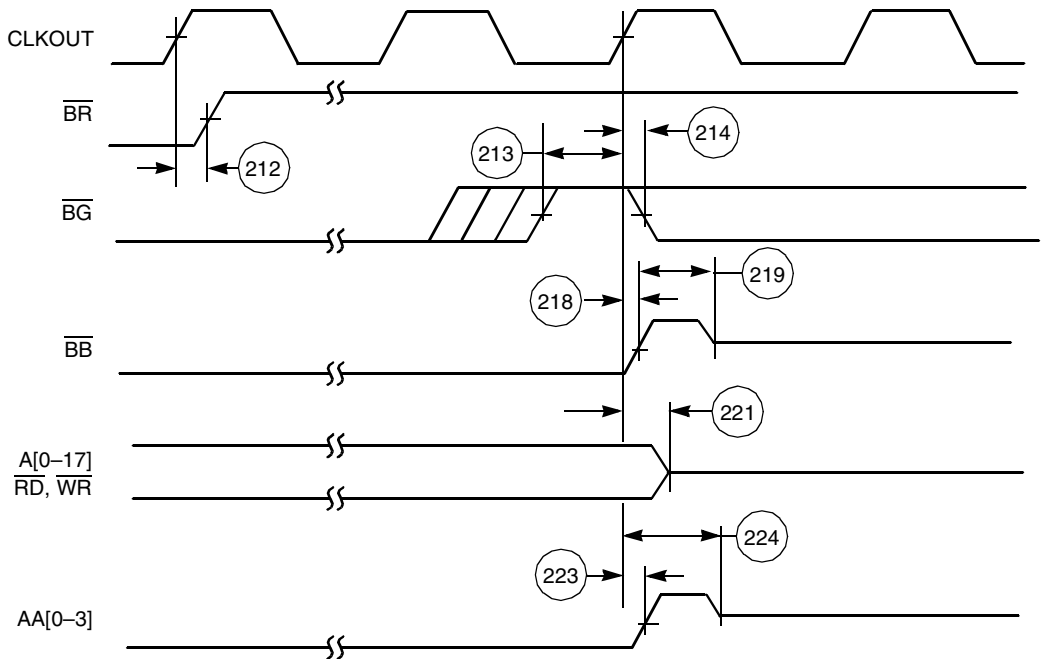 CLKOUT
BR
212
213
214
BG
218
219
BB
221
A[0–17]
RD, WR
224
223
AA[0–3]